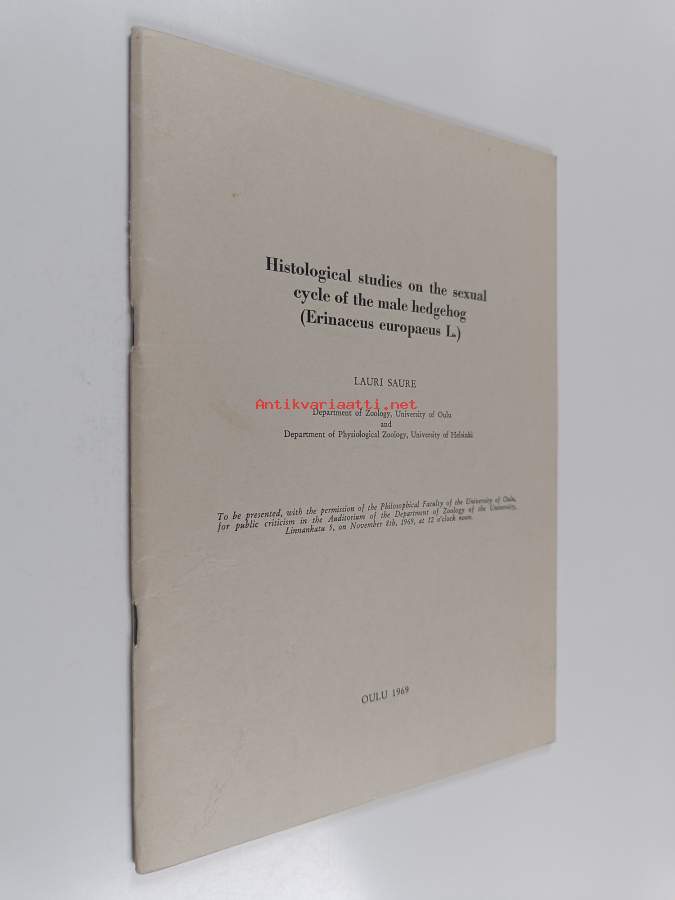 Histological studies on the sexual
cycle of the male hedgehog
(Erinaceus europaeus L.)
LAURI SAURE
Antikvariaatti.net
Department of Zoology, University of Oulu
and
Department of Physiological Zoology, University of Helsinki
To be presented, with the permission of the Philosophical Faculty of the University of Oulu,
for public criticism in the Auditorium of the Department of Zoology of the University,
Linnankatu 5, on November 8th, 1969, at 12 o'clock noon.
OULU 1969